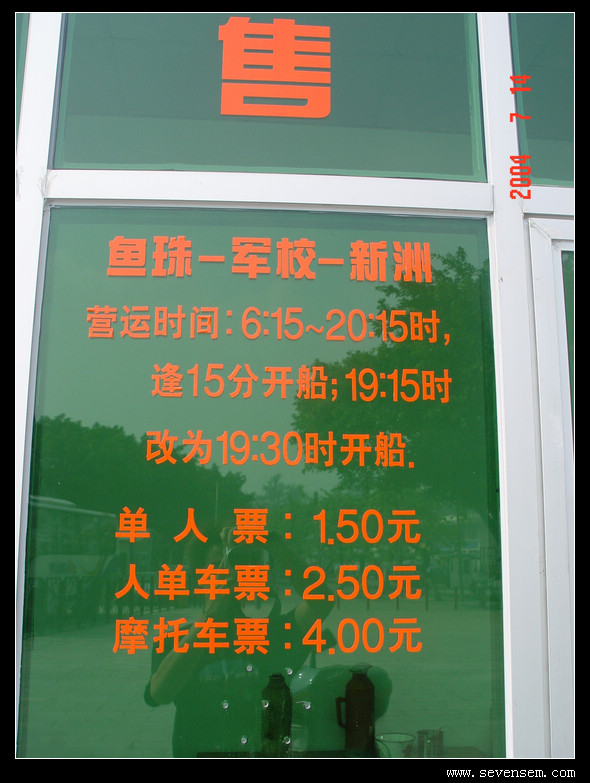 售
2004 7 14
鱼珠-军校-新洲
营运时间:6:15~20:15时,
逢15分开船;19:15时
改为19:30时开船.
单人票:1.50元
人单车票:2.50元
摩托车票:4.00元
www.sevensem.com